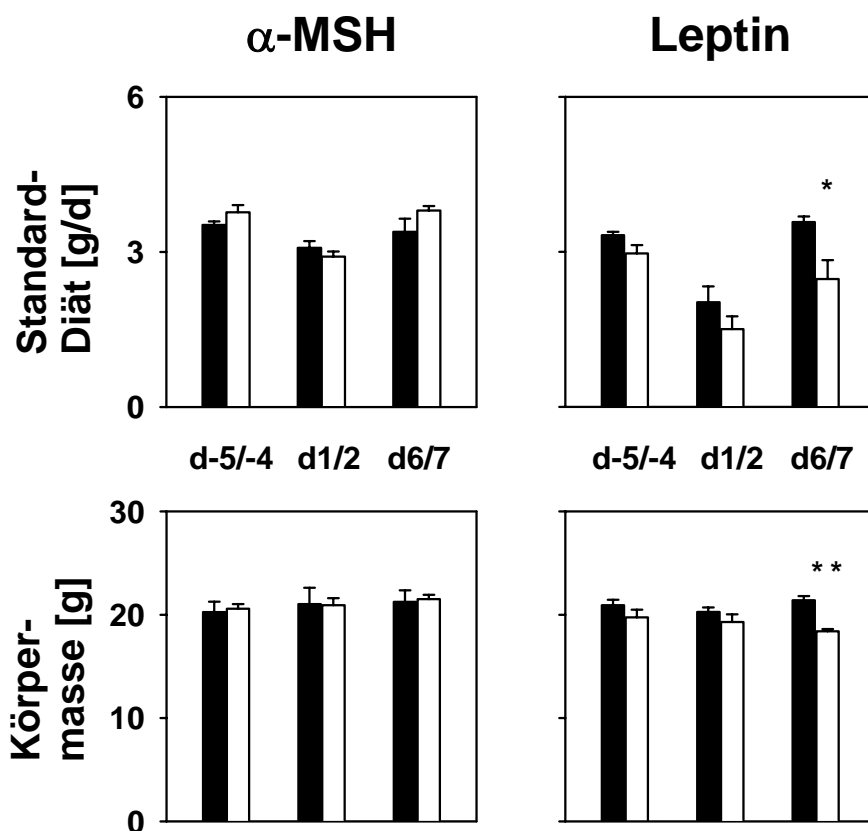 α-MSH
Leptin
Standard-
Diät [g/d]
6
3
0
*
d-5/-4 d1/2 d6/7
d-5/-4 d1/2 d6/7
Körper-
masse [g]
30
20
10
0
* *